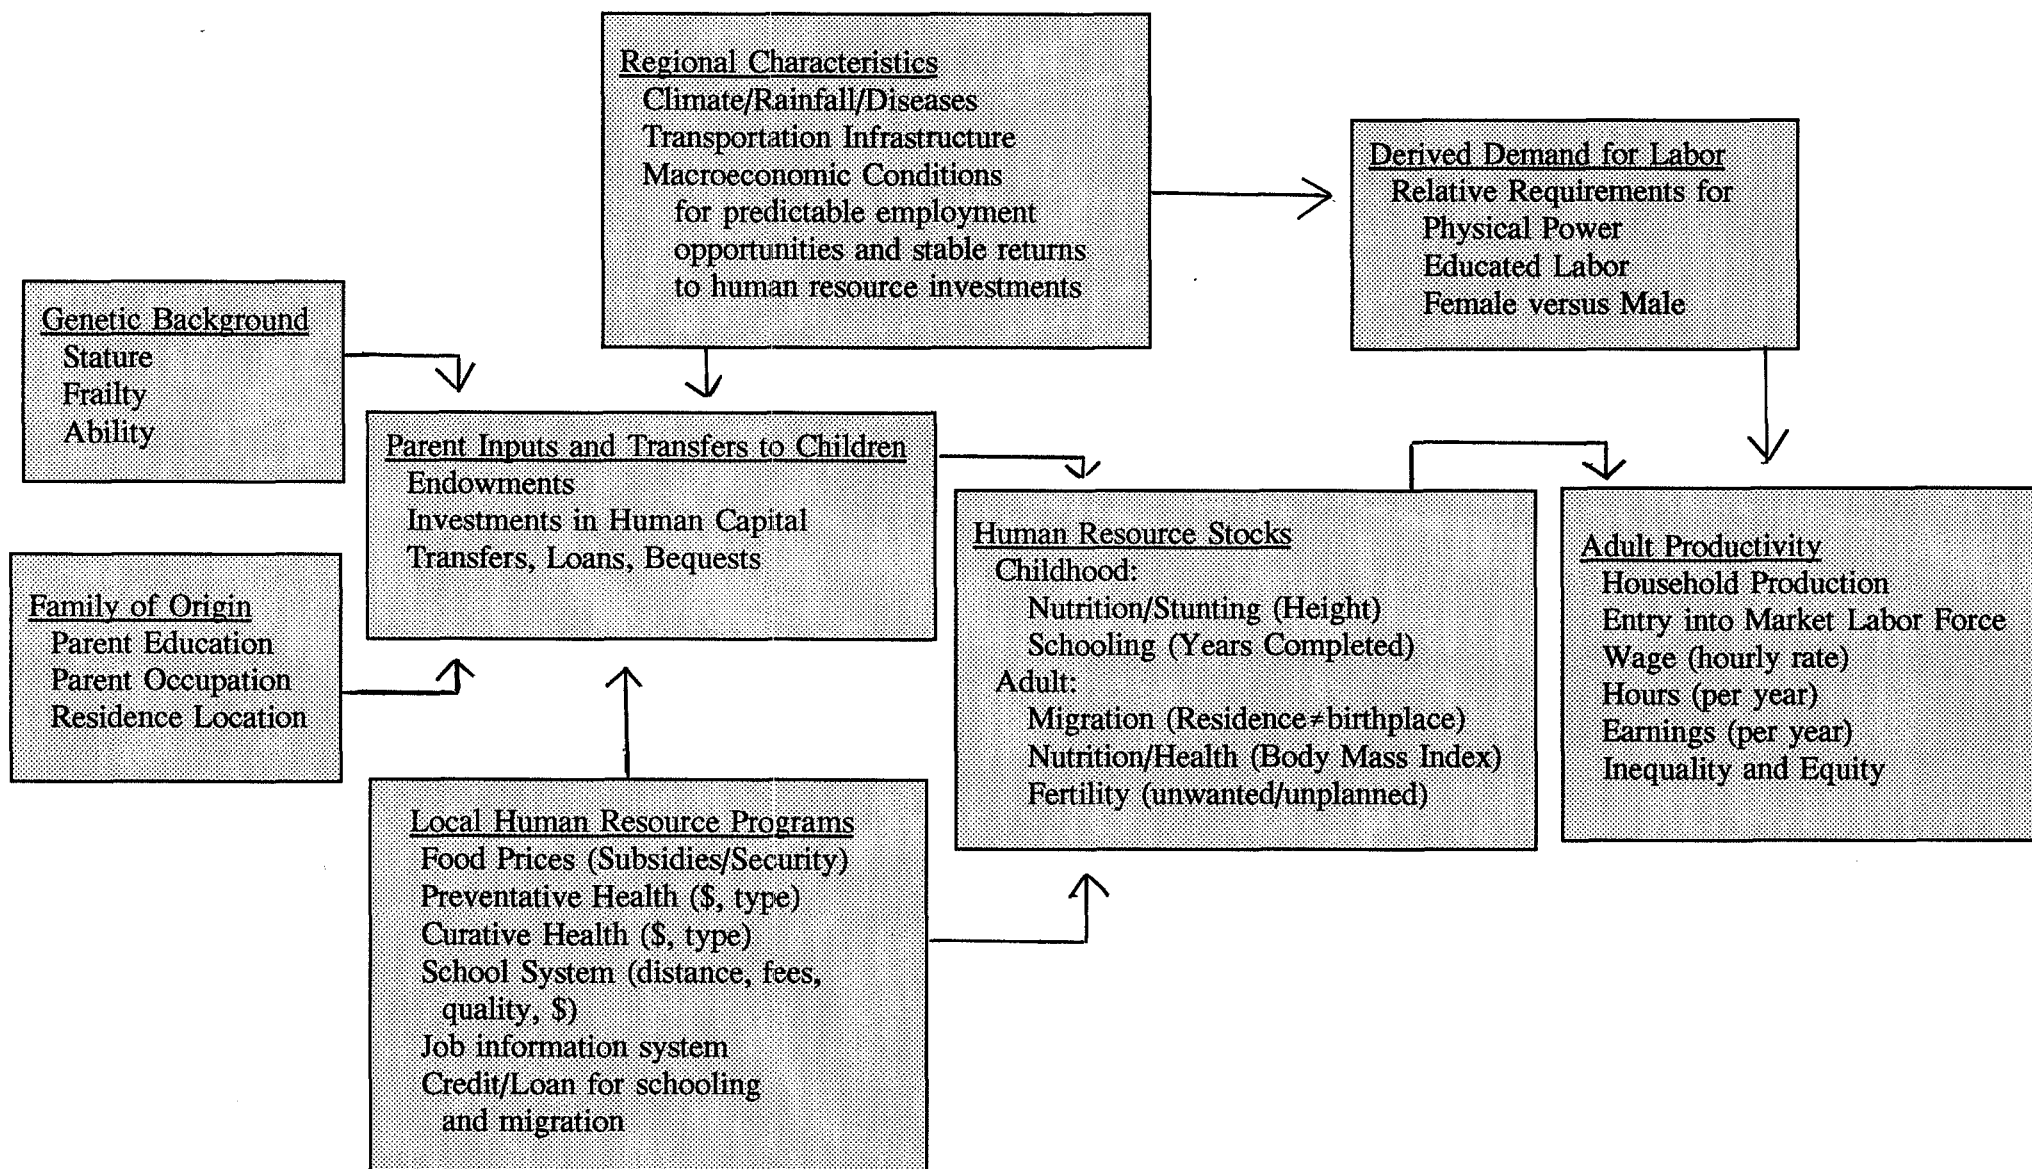 Regional Characteristics
Climate/Rainfall/Diseases
Transportation Infrastructure
Macroeconomic Conditions
for predictable employment
opportunities and stable returns
to human resource investments
Derived Demand for Labor
Relative Requirements for
Physical Power
Educated Labor
Female versus Male
Genetic Background
Stature
Frailty
Ability
Parent Inputs and Transfers to Children
Endowments
Investments in Human Capital
Transfers, Loans, Bequests
Family of Origin
Parent Education
Parent Occupation
Residence Location
Human Resource Stocks
Childhood:
Nutrition/Stunting (Height)
Schooling (Years Completed)
Adult:
Migration (Residence≠birthplace)
Nutrition/Health (Body Mass Index)
Fertility (unwanted/unplanned)
Adult Productivity
Household Production
Entry into Market Labor Force
Wage (hourly rate)
Hours (per year)
Earnings (per year)
Inequality and Equity
Local Human Resource Programs
Food Prices (Subsidies/Security)
Preventative Health ($, type)
Curative Health ($, type)
School System (distance, fees,
quality, $)
Job information system
Credit/Loan for schooling
and migration